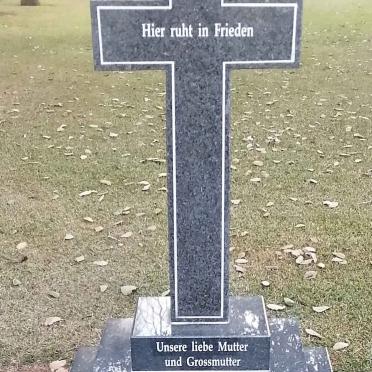 Hier ruht in Frieden
Unsere liebe Mutter
und Grossmutter